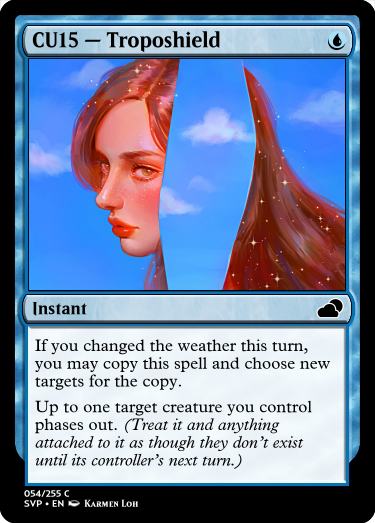 CU15 — Troposhield
Instant
If you changed the weather this turn,
you may copy this spell and choose new
targets for the copy.
Up to one target creature you control
phases out. (Treat it and anything
attached to it as though they don't exist
until its controller's next turn.)
054/255 C
SVP • EN Karmen Loh